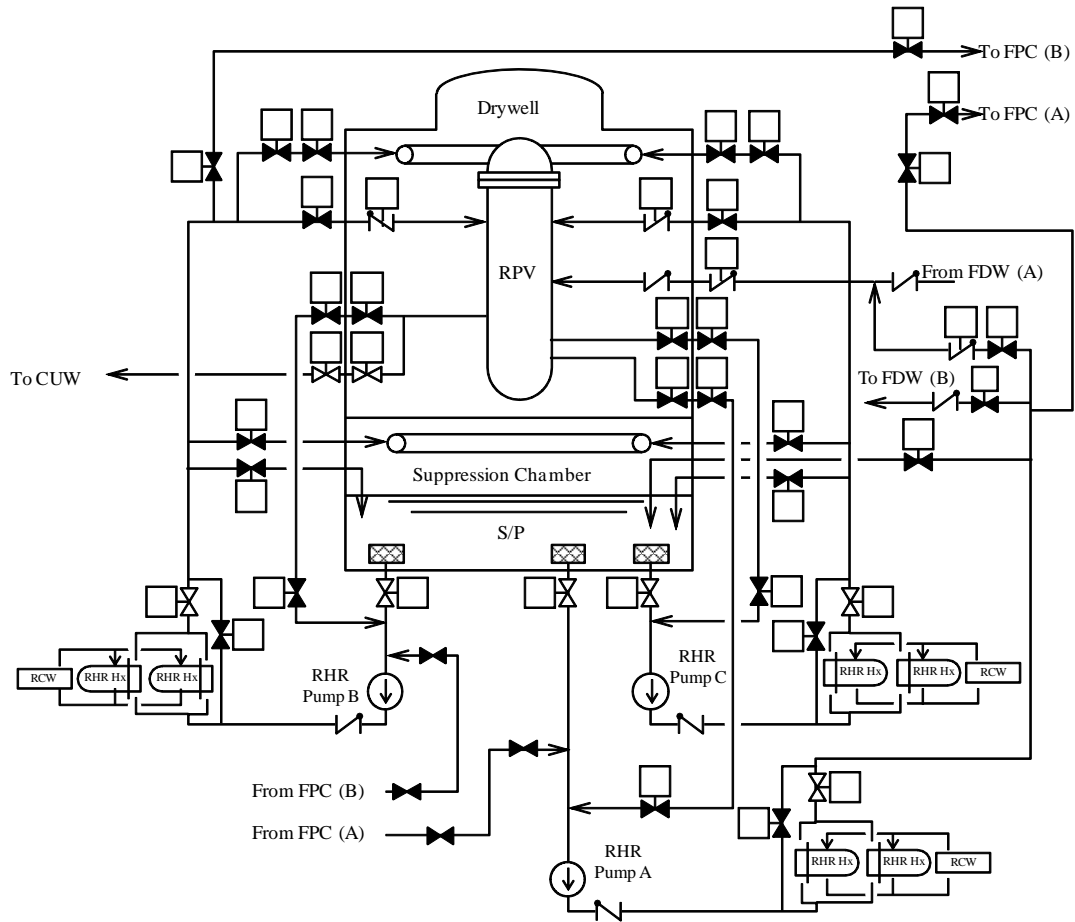 To FPC (B)
To FPC (A)
Drywell
RPV
From FDW (A)
To CUW
To FDW (B)
Suppression Chamber
S/P
RHR
Pump B
RHR
Pump C
RCW
RHR Hx
RHR Hx
RHR Hx
RHR Hx
RCW
From FPC (B)
From FPC (A)
RHR
Pump A
RHR Hx
RHR Hx
RCW